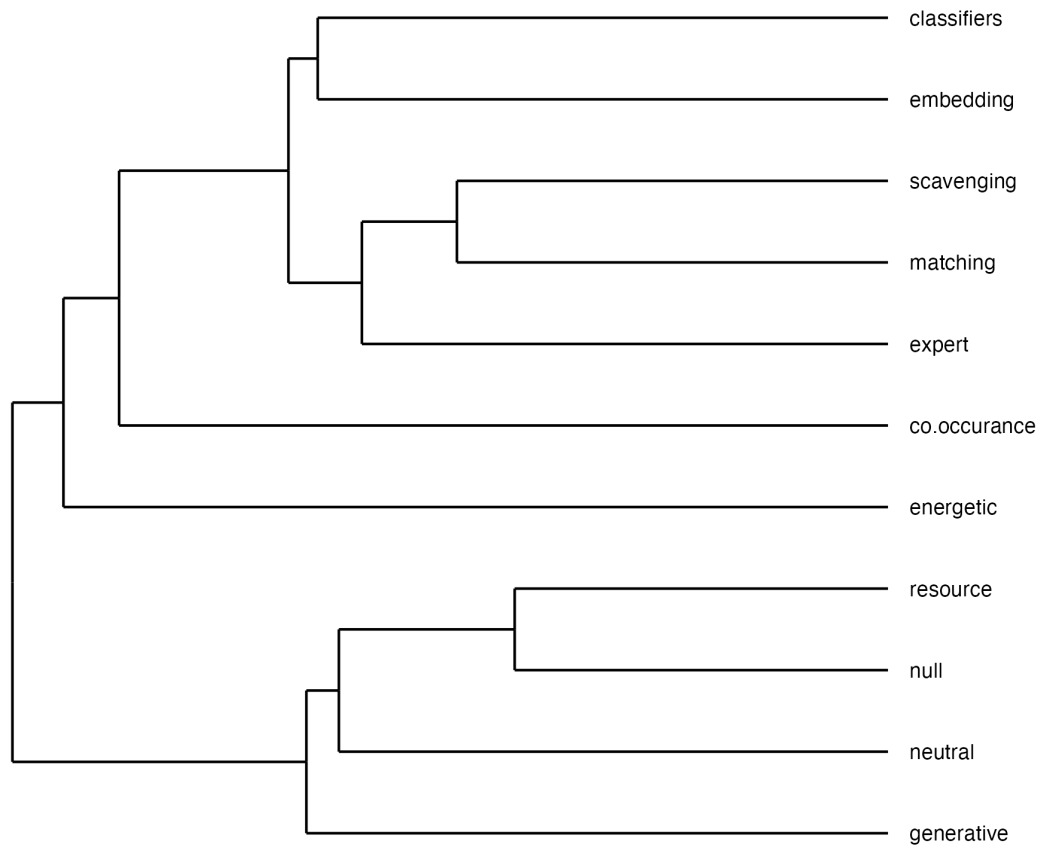 classifiers
embedding
scavenging
matching
expert
co.occurance
energetic
resource
null
neutral
generative